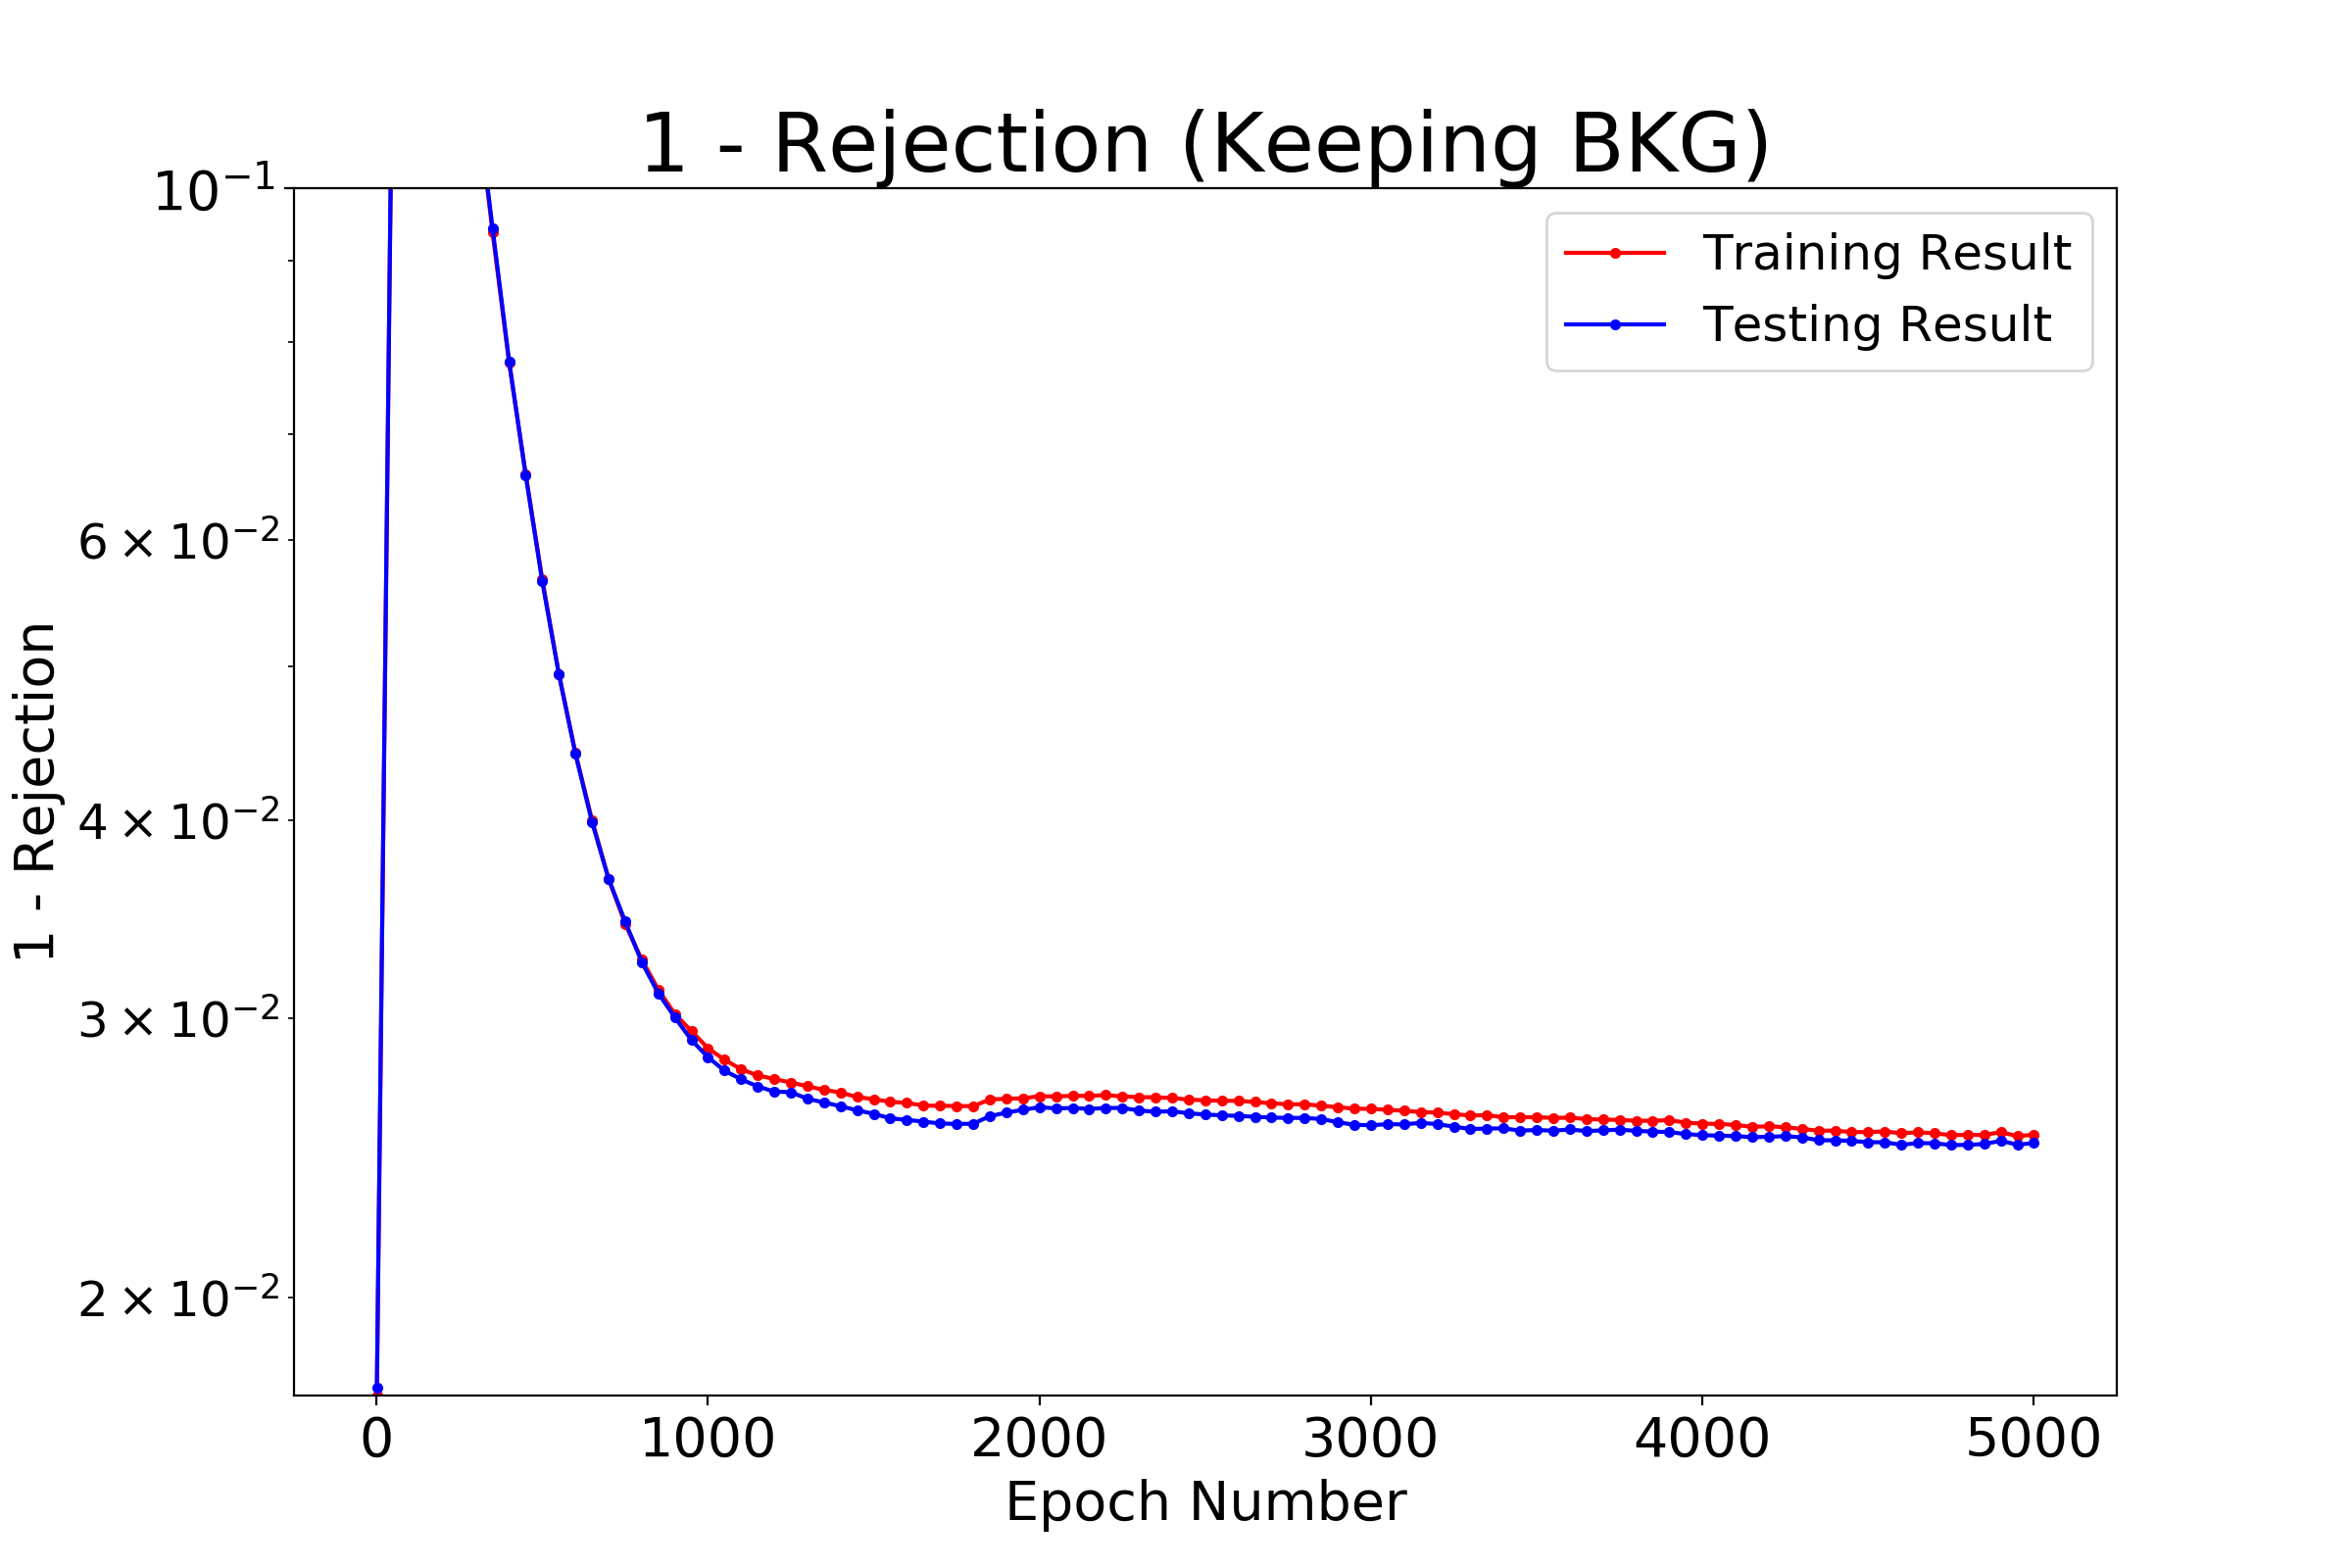 1 - Rejection (Keeping BKG)
10⁻¹
6 × 10⁻²
4 × 10⁻²
3 × 10⁻²
2 × 10⁻²
1 - Rejection
Training Result
Testing Result
0 1000 2000 3000 4000 5000
Epoch Number